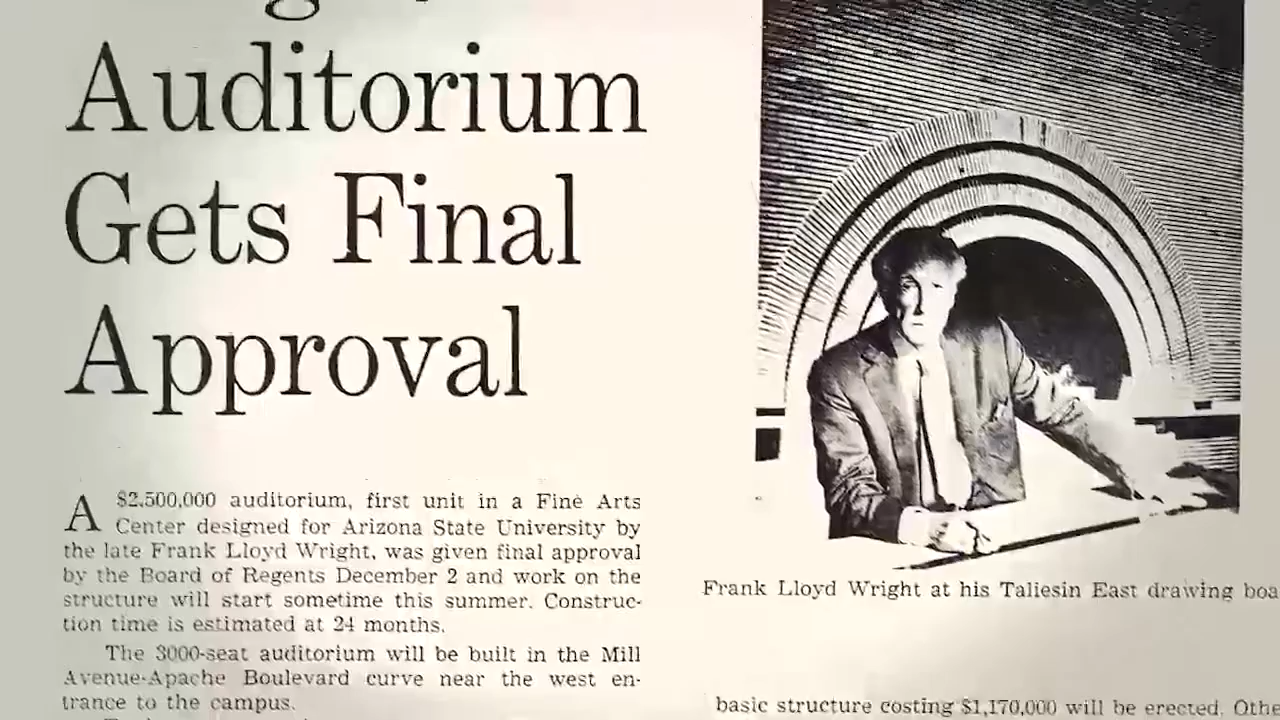 Auditorium
Gets Final
Approval
A $2,500,000 auditorium, first unit in a Fine Arts
Center designed for Arizona State University by
the late Frank Lloyd Wright, was given final approval
by the Board of Regents December 2 and work on the
structure will start sometime this summer. Construc-
tion time is estimated at 24 months.
The 3000-seat auditorium will be built in the Mill
Avenue-Apache Boulevard curve near the west en-
trance to the campus.
Frank Lloyd Wright at his Taliesin East drawing boa
basic structure costing $1,170,000 will be erected. Othe